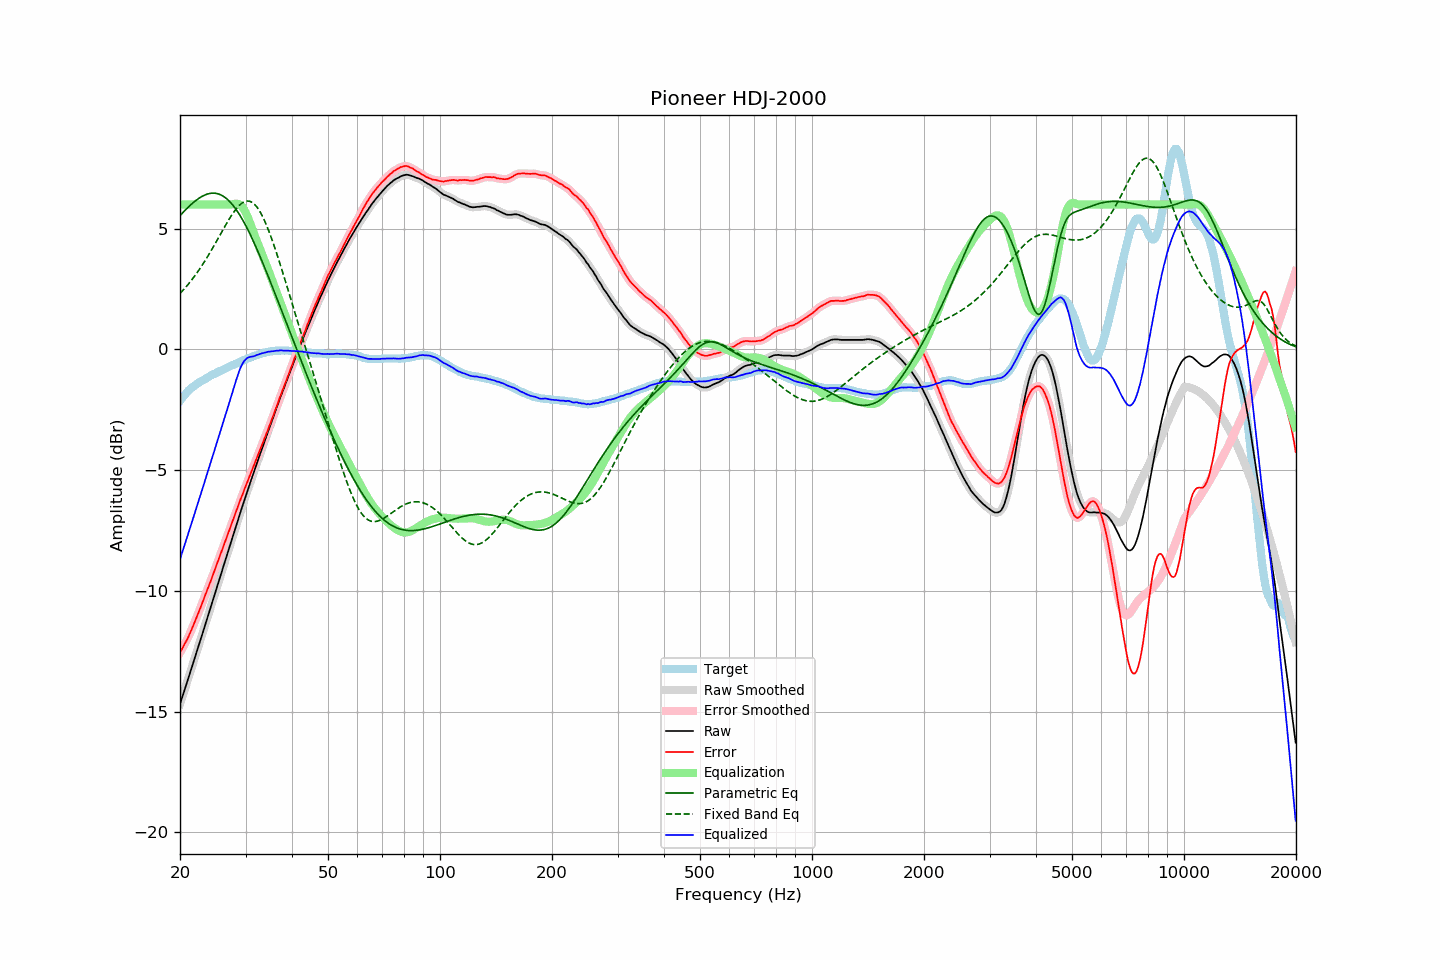 Pioneer HDJ-2000
Amplitude (dBr)
5
0
−5
−10
−15
−20
Target
Raw Smoothed
Error Smoothed
Raw
Error
Equalization
Parametric Eq
Fixed Band Eq
Equalized
20 50 100 200 500 1000 2000 5000 10000 20000
Frequency (Hz)